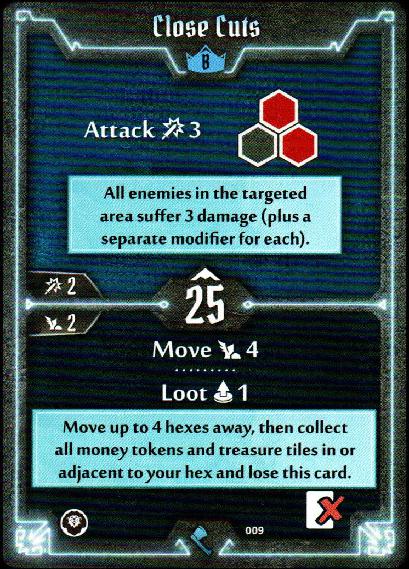 Close Cuts
B
Attack 3
All enemies in the targeted
area suffer 3 damage (plus a
separate modifier for each).
2
25
2
Move 4
Loot 1
Move up to 4 hexes away, then collect
all money tokens and treasure tiles in or
adjacent to your hex and lose this card.
009